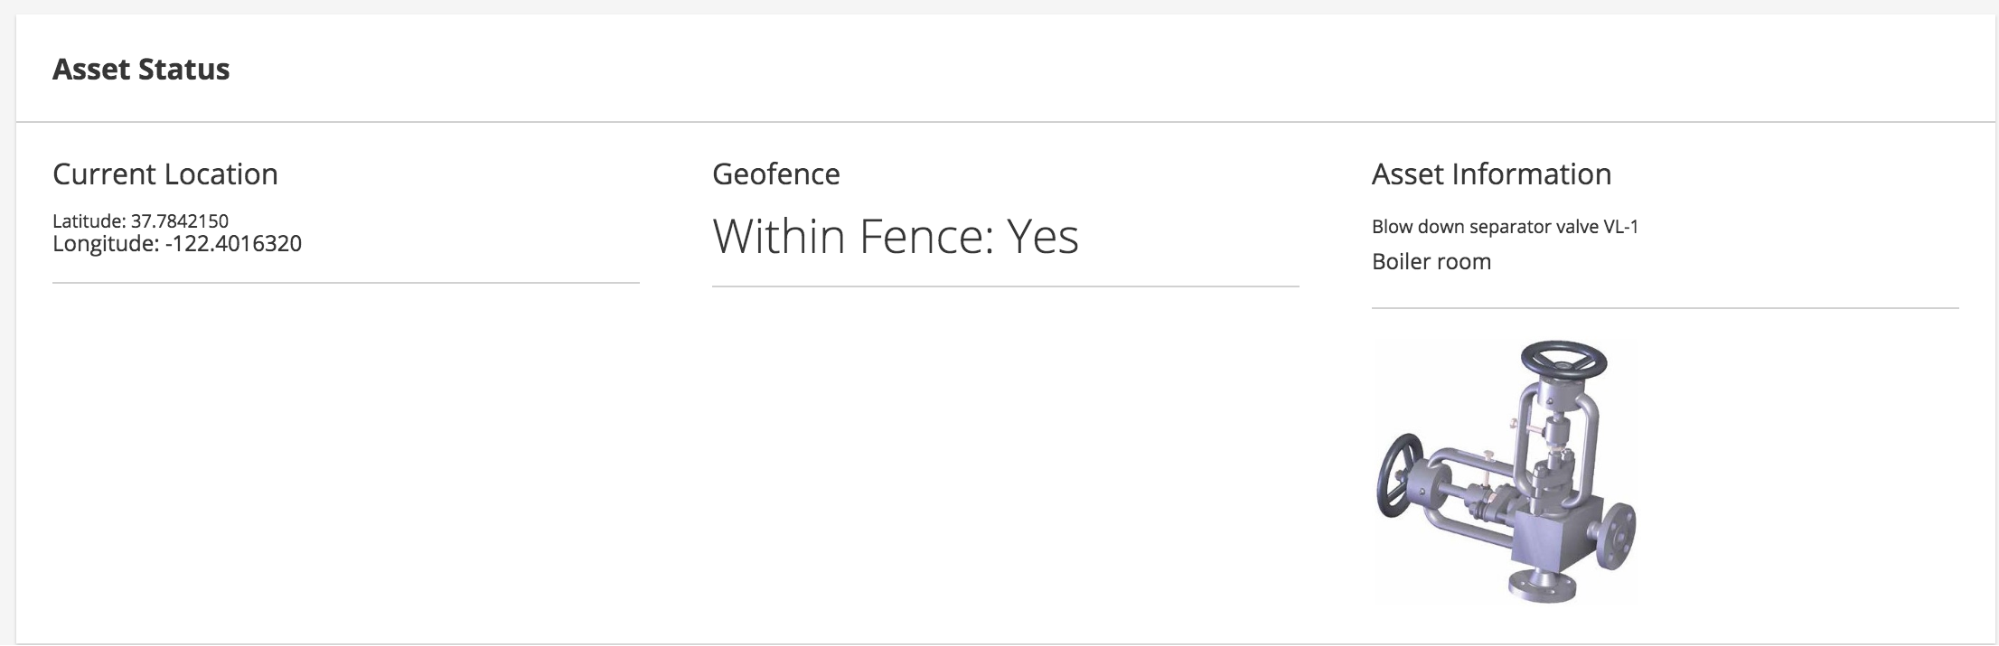 Asset Status
Current Location
Latitude: 37.7842150
Longitude: -122.4016320
Geofence
Within Fence: Yes
Asset Information
Blow down separator valve VL-1
Boiler room